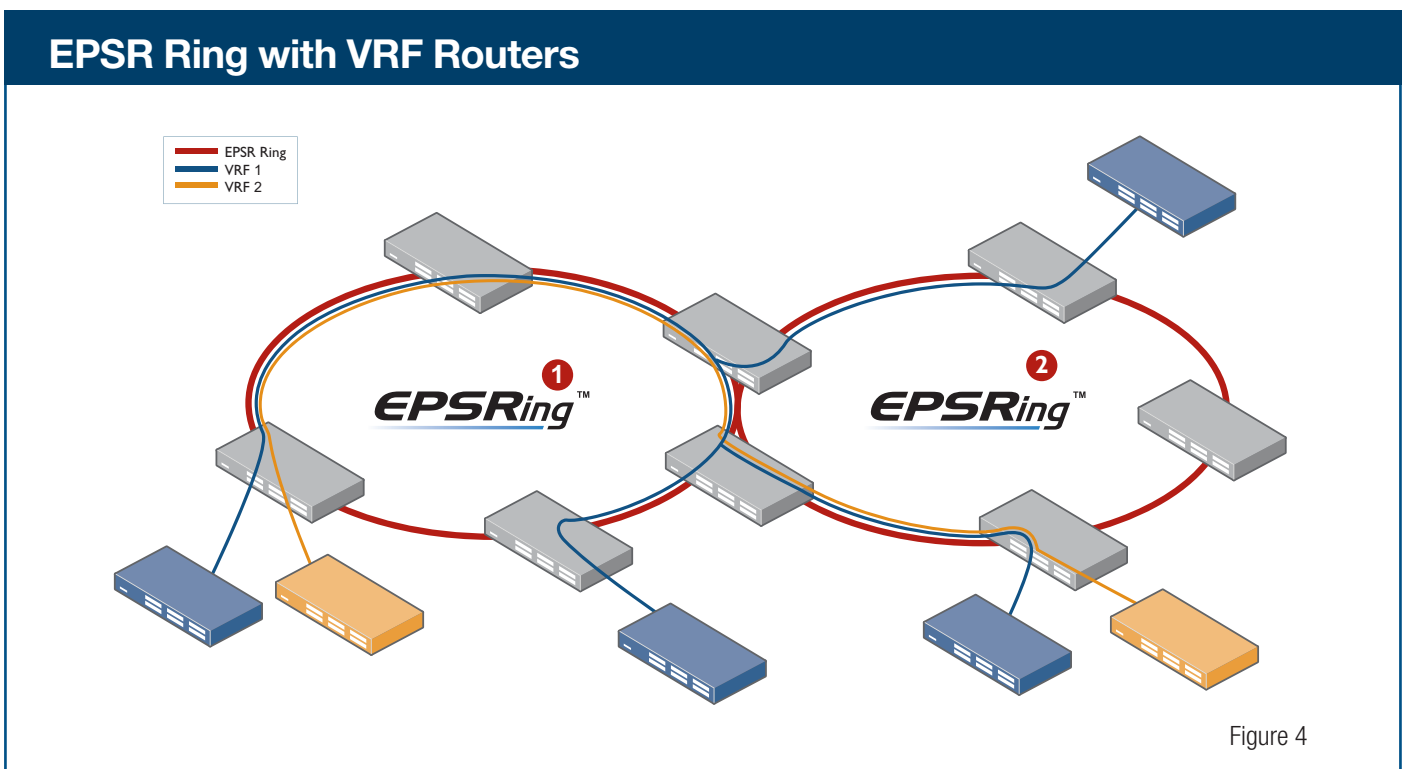 EPSR Ring with VRF Routers
EPSR Ring
VRF 1
VRF 2
1
EPSRing™
2
EPSRing™
Figure 4